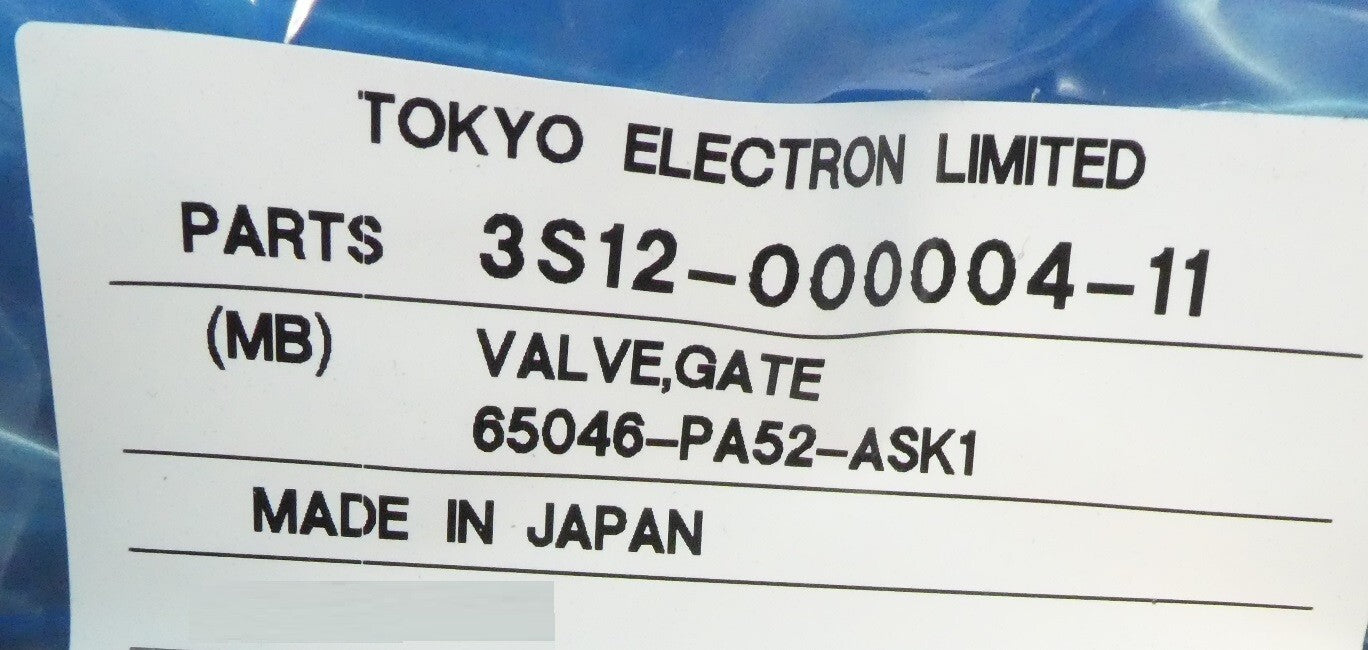 TOKYO ELECTRON LIMITED
PARTS 3S12-000004-11
(MB) VALVE,GATE
65046-PA52-ASK1
MADE IN JAPAN